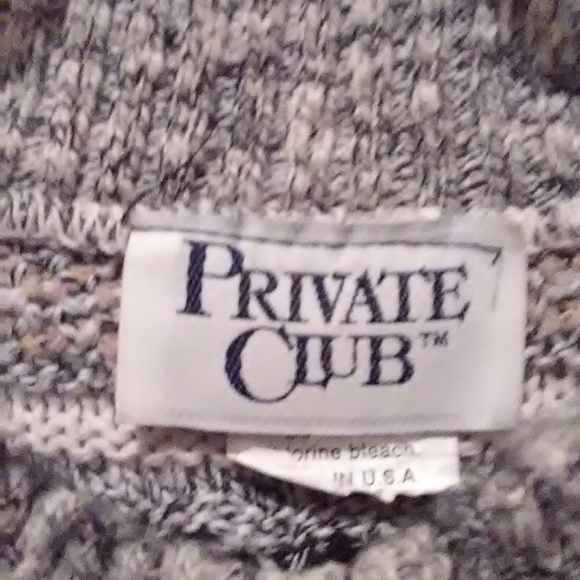 PRIVATE
CLUB™
orine bleach.
IN U.S.A.